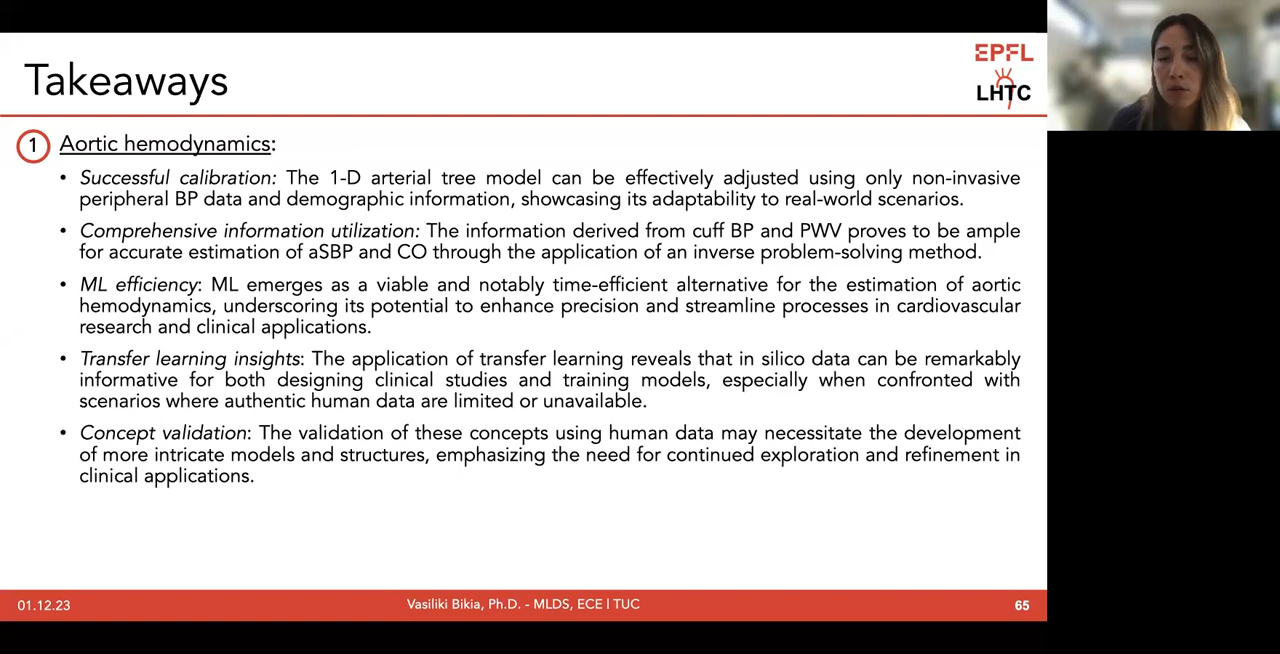 Takeaways
EPFL
LHTC
1 Aortic hemodynamics:
• Successful calibration: The 1-D arterial tree model can be effectively adjusted using only non-invasive
peripheral BP data and demographic information, showcasing its adaptability to real-world scenarios.
• Comprehensive information utilization: The information derived from cuff BP and PWV proves to be ample
for accurate estimation of aSBP and CO through the application of an inverse problem-solving method.
• ML efficiency: ML emerges as a viable and notably time-efficient alternative for the estimation of aortic
hemodynamics, underscoring its potential to enhance precision and streamline processes in cardiovascular
research and clinical applications.
• Transfer learning insights: The application of transfer learning reveals that in silico data can be remarkably
informative for both designing clinical studies and training models, especially when confronted with
scenarios where authentic human data are limited or unavailable.
• Concept validation: The validation of these concepts using human data may necessitate the development
of more intricate models and structures, emphasizing the need for continued exploration and refinement in
clinical applications.
01.12.23
Vasiliki Bikia, Ph.D. - MLDS, ECE | TUC
65